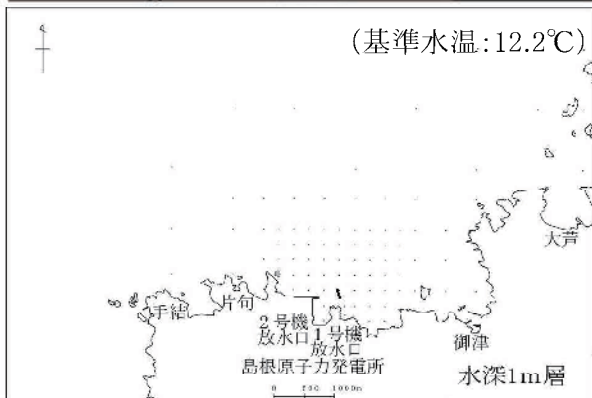 (基準水温:12.2℃)
大芦
手結
片句
2号機
放水口
1号機
放水口
御津
島根原子力発電所
水深1m層
0 500 1000m